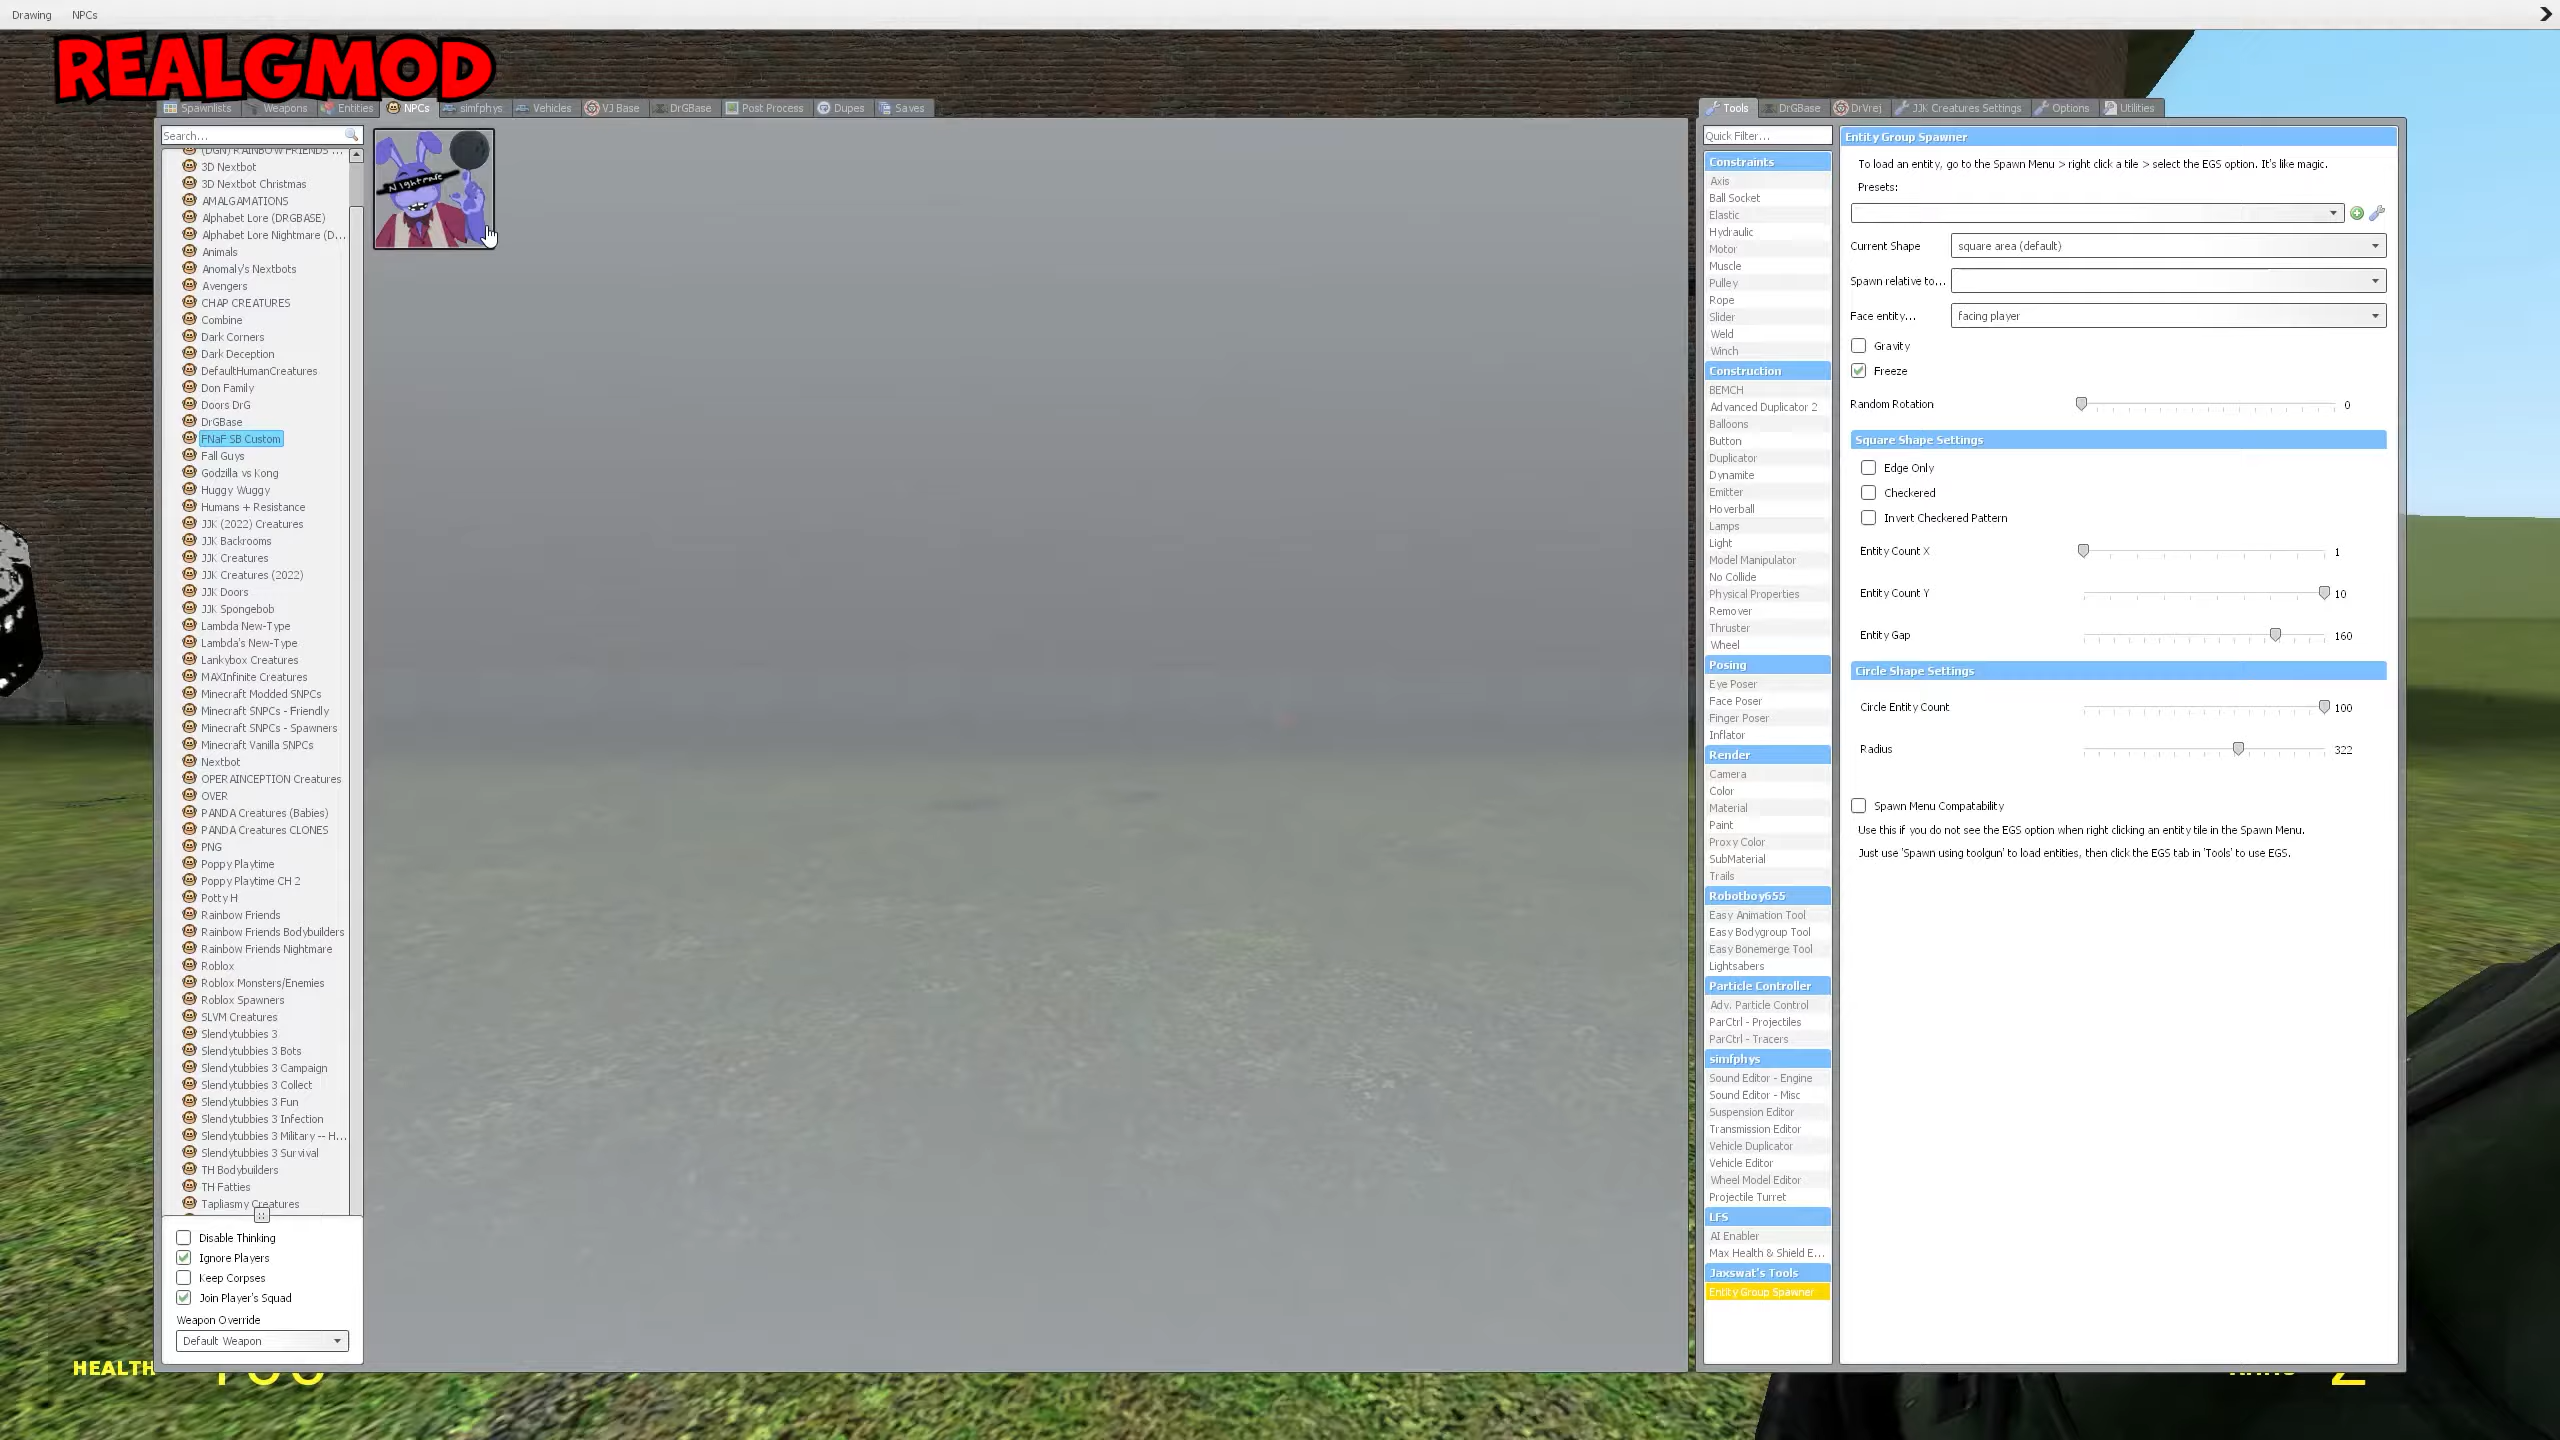 Drawing NPCs
REALGMOD
Spawnlists Weapons Entities NPCs simfphys Vehicles VJ Base DrGBase Post Process Dupes Saves
Search...
3D Nextbot
3D Nextbot Christmas
AMALGAMATIONS
Alphabet Lore (DRGBASE)
Alphabet Lore Nightmare (D...
Animals
Anomaly's Nextbots
Avengers
CHAP CREATURES
Combine
Dark Corners
Dark Deception
DefaultHumanCreatures
Don Family
Doors DrG
DrGBase
FNaF SB Custom
Fall Guys
Godzilla vs Kong
Huggy Wuggy
Humans + Resistance
JJK (2022) Creatures
JJK Backrooms
JJK Creatures
JJK Creatures (2022)
JJK Doors
JJK Spongebob
Lambda New-Type
Lambda's New-Type
Lankybox Creatures
MAXInfinite Creatures
Minecraft Modded SNPCs
Minecraft SNPCs - Friendly
Minecraft SNPCs - Spawners
Minecraft Vanilla SNPCs
Nextbot
OPERAINCEPTION Creatures
OVER
PANDA Creatures (Babies)
PANDA Creatures CLONES
PNG
Poppy Playtime
Poppy Playtime CH 2
Potty H
Rainbow Friends
Rainbow Friends Bodybuilders
Rainbow Friends Nightmare
Roblox
Roblox Monsters/Enemies
Roblox Spawners
SLVM Creatures
Slendytubbies 3
Slendytubbies 3 Bots
Slendytubbies 3 Campaign
Slendytubbies 3 Collect
Slendytubbies 3 Fun
Slendytubbies 3 Infection
Slendytubbies 3 Military -- H...
Slendytubbies 3 Survival
TH Bodybuilders
TH Fatties
Tapliasmy Creatures
Disable Thinking
Ignore Players
Keep Corpses
Join Player's Squad
Weapon Override
Default Weapon
HEALTH
Tools DrGBase DrVrej JJK Creatures Settings Options Utilities
Quick Filter...
Constraints
Axis
Ball Socket
Elastic
Hydraulic
Motor
Muscle
Pulley
Rope
Slider
Weld
Winch
Construction
BEMCH
Advanced Duplicator 2
Balloons
Button
Duplicator
Dynamite
Emitter
Hoverball
Lamps
Light
Model Manipulator
No Collide
Physical Properties
Remover
Thruster
Wheel
Posing
Eye Poser
Face Poser
Finger Poser
Inflator
Render
Camera
Color
Material
Paint
Proxy Color
SubMaterial
Trails
Robotboy655
Easy Animation Tool
Easy Bodygroup Tool
Easy Bonemerge Tool
Lightsabers
Particle Controller
Adv. Particle Control
ParCtrl - Projectiles
ParCtrl - Tracers
simfphys
Sound Editor - Engine
Sound Editor - Misc
Suspension Editor
Transmission Editor
Vehicle Duplicator
Vehicle Editor
Wheel Model Editor
Projectile Turret
LFS
AI Enabler
Max Health & Shield E...
Jaxswat's Tools
Entity Group Spawner
Entity Group Spawner
To load an entity, go to the Spawn Menu > right click a tile > select the EGS option. It's like magic.
Presets:
Current Shape square area (default)
Spawn relative to...
Face entity... facing player
Gravity
Freeze
Random Rotation 0
Square Shape Settings
Edge Only
Checkered
Invert Checkered Pattern
Entity Count X 1
Entity Count Y 10
Entity Gap 160
Circle Shape Settings
Circle Entity Count 100
Radius 322
Spawn Menu Compatability
Use this if you do not see the EGS option when right clicking an entity tile in the Spawn Menu.
Just use 'Spawn using toolgun' to load entities, then click the EGS tab in 'Tools' to use EGS.